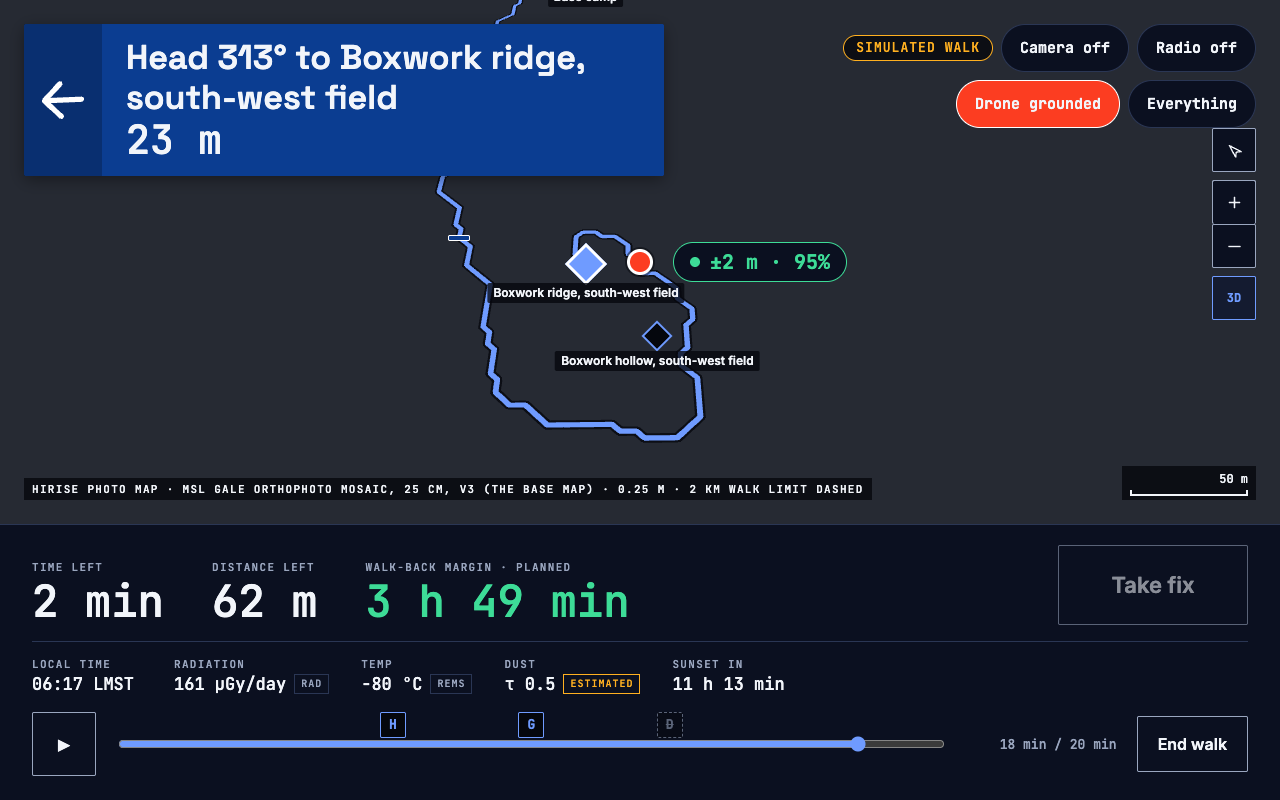 Head 313° to Boxwork ridge,
south-west field
23 m
SIMULATED WALK
Camera off
Radio off
Drone grounded
Everything
+
−
3D
±2 m · 95%
Boxwork ridge, south-west field
Boxwork hollow, south-west field
HIRISE PHOTO MAP · MSL GALE ORTHOPHOTO MOSAIC, 25 CM, V3 (THE BASE MAP) · 0.25 M · 2 KM WALK LIMIT DASHED
50 m
TIME LEFT
2 min
DISTANCE LEFT
62 m
WALK-BACK MARGIN · PLANNED
3 h 49 min
Take fix
LOCAL TIME
06:17 LMST
RADIATION
161 µGy/day RAD
TEMP
-80 °C REMS
DUST
τ 0.5 ESTIMATED
SUNSET IN
11 h 13 min
H
G
D
18 min / 20 min
End walk